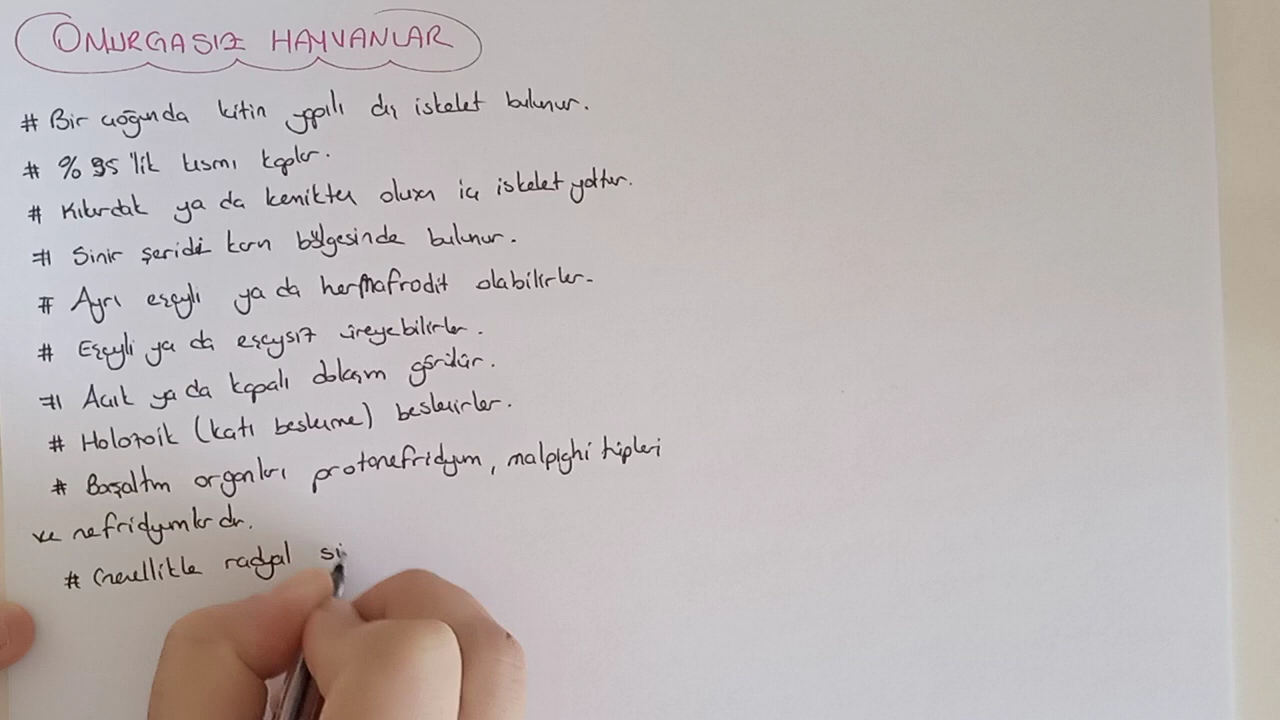 OMURGASIZ HAYVANLAR
# Bir çoğunda kitin yapılı dış iskelet bulunur.
# %95'lik kısmı kaplar.
# Kıkırdak ya da kemikten oluşan iç iskelet yoktur.
# Sinir şeridi karın bölgesinde bulunur.
# Ayrı eşeyli ya da hermafrodit olabilirler.
# Eşeyli ya da eşeysiz üreyebilirler.
# Açık ya da kapalı dolaşım görülür.
# Holozoik (katı beslenme) beslenirler.
# Boşaltım organları protonefridyum, malpighi tüpleri
ve nefridyumlardır.
# Genellikle radyal si